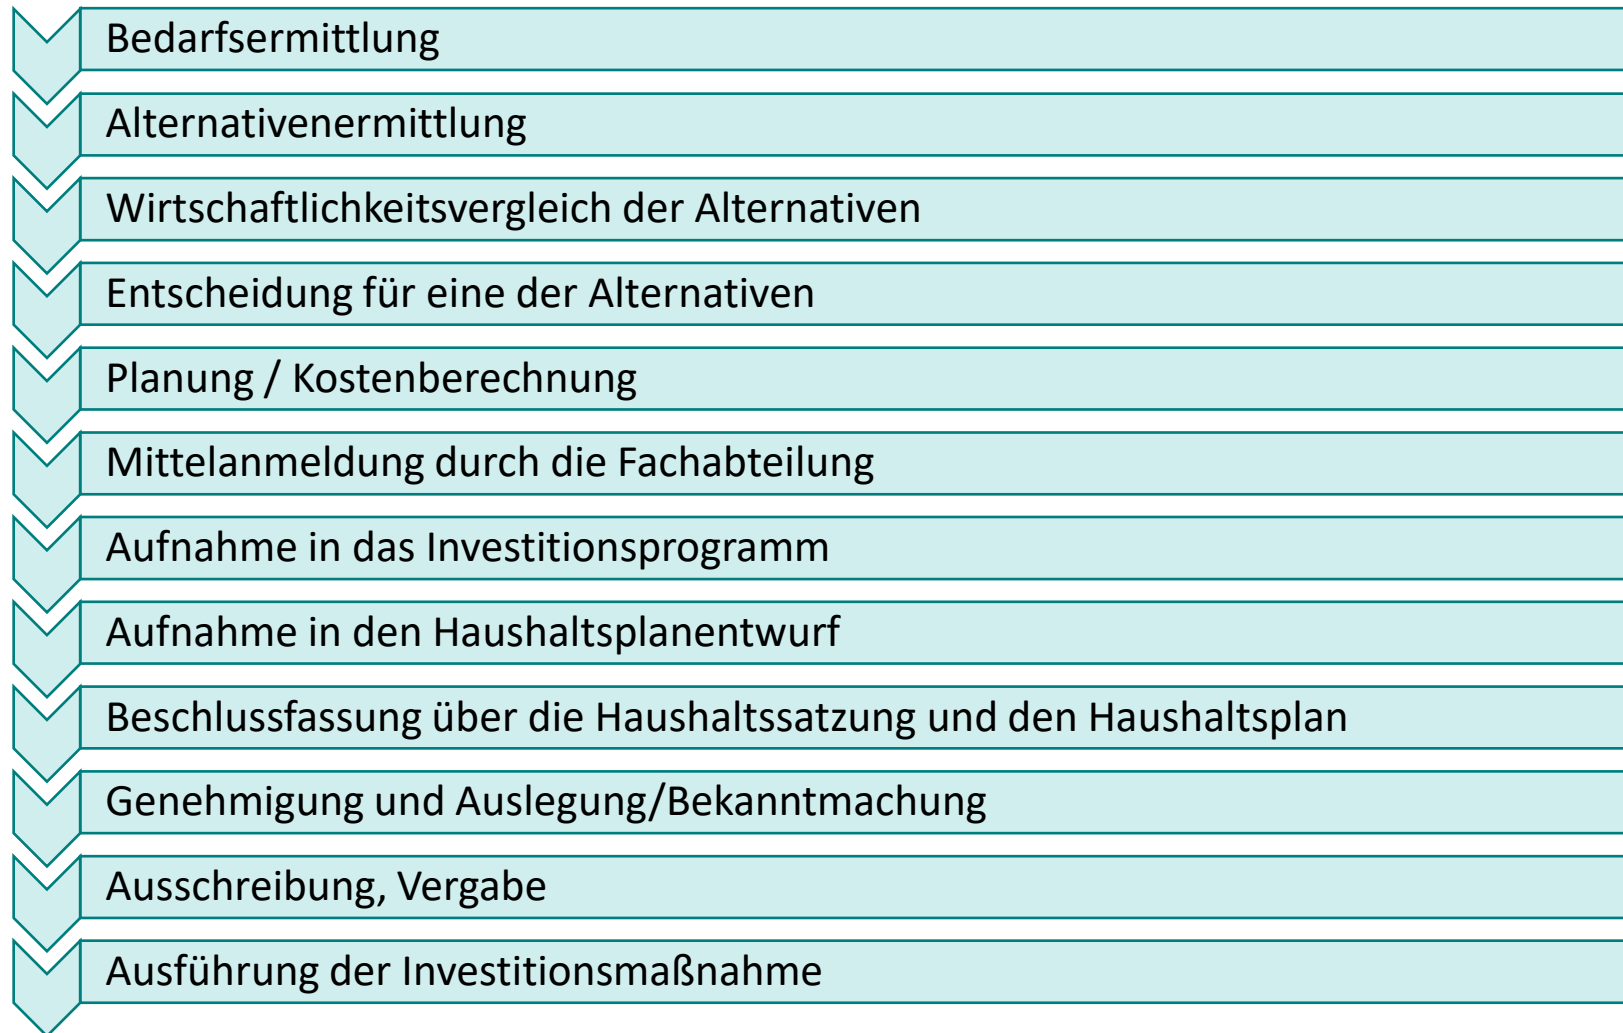 Bedarfsermittlung
Alternativenermittlung
Wirtschaftlichkeitsvergleich der Alternativen
Entscheidung für eine der Alternativen
Planung / Kostenberechnung
Mittelanmeldung durch die Fachabteilung
Aufnahme in das Investitionsprogramm
Aufnahme in den Haushaltsplanentwurf
Beschlussfassung über die Haushaltssatzung und den Haushaltsplan
Genehmigung und Auslegung/Bekanntmachung
Ausschreibung, Vergabe
Ausführung der Investitionsmaßnahme